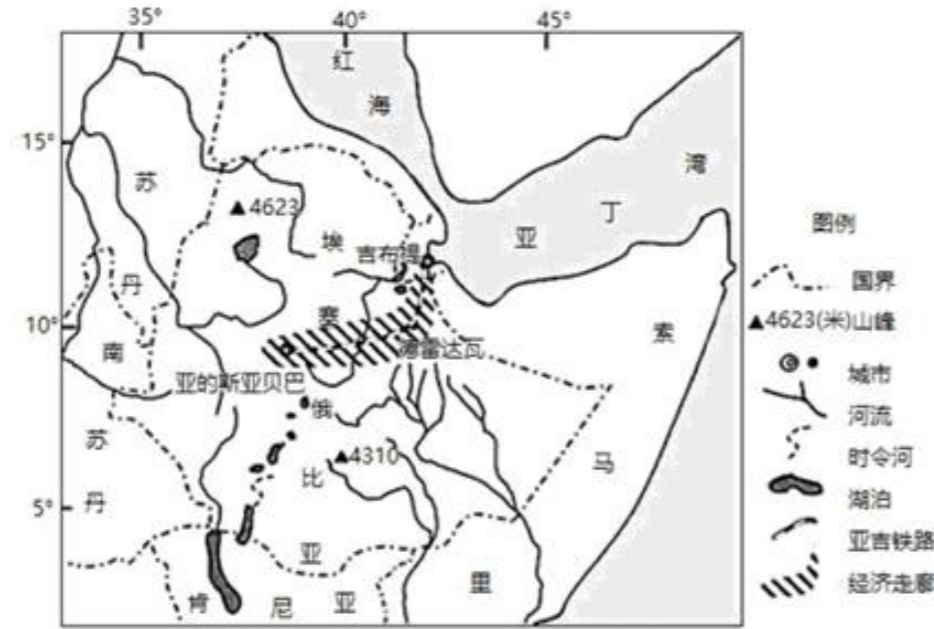 35° 40° 45°
15°
10°
5°
红海
亚丁湾
苏丹
▲4623
埃塞俄比亚
吉布提
德雷达瓦
亚的斯亚贝巴
南苏丹
▲4310
索马里
肯尼亚
图例
国界
▲4623(米)山峰
城市
河流
时令河
湖泊
亚吉铁路
经济走廊